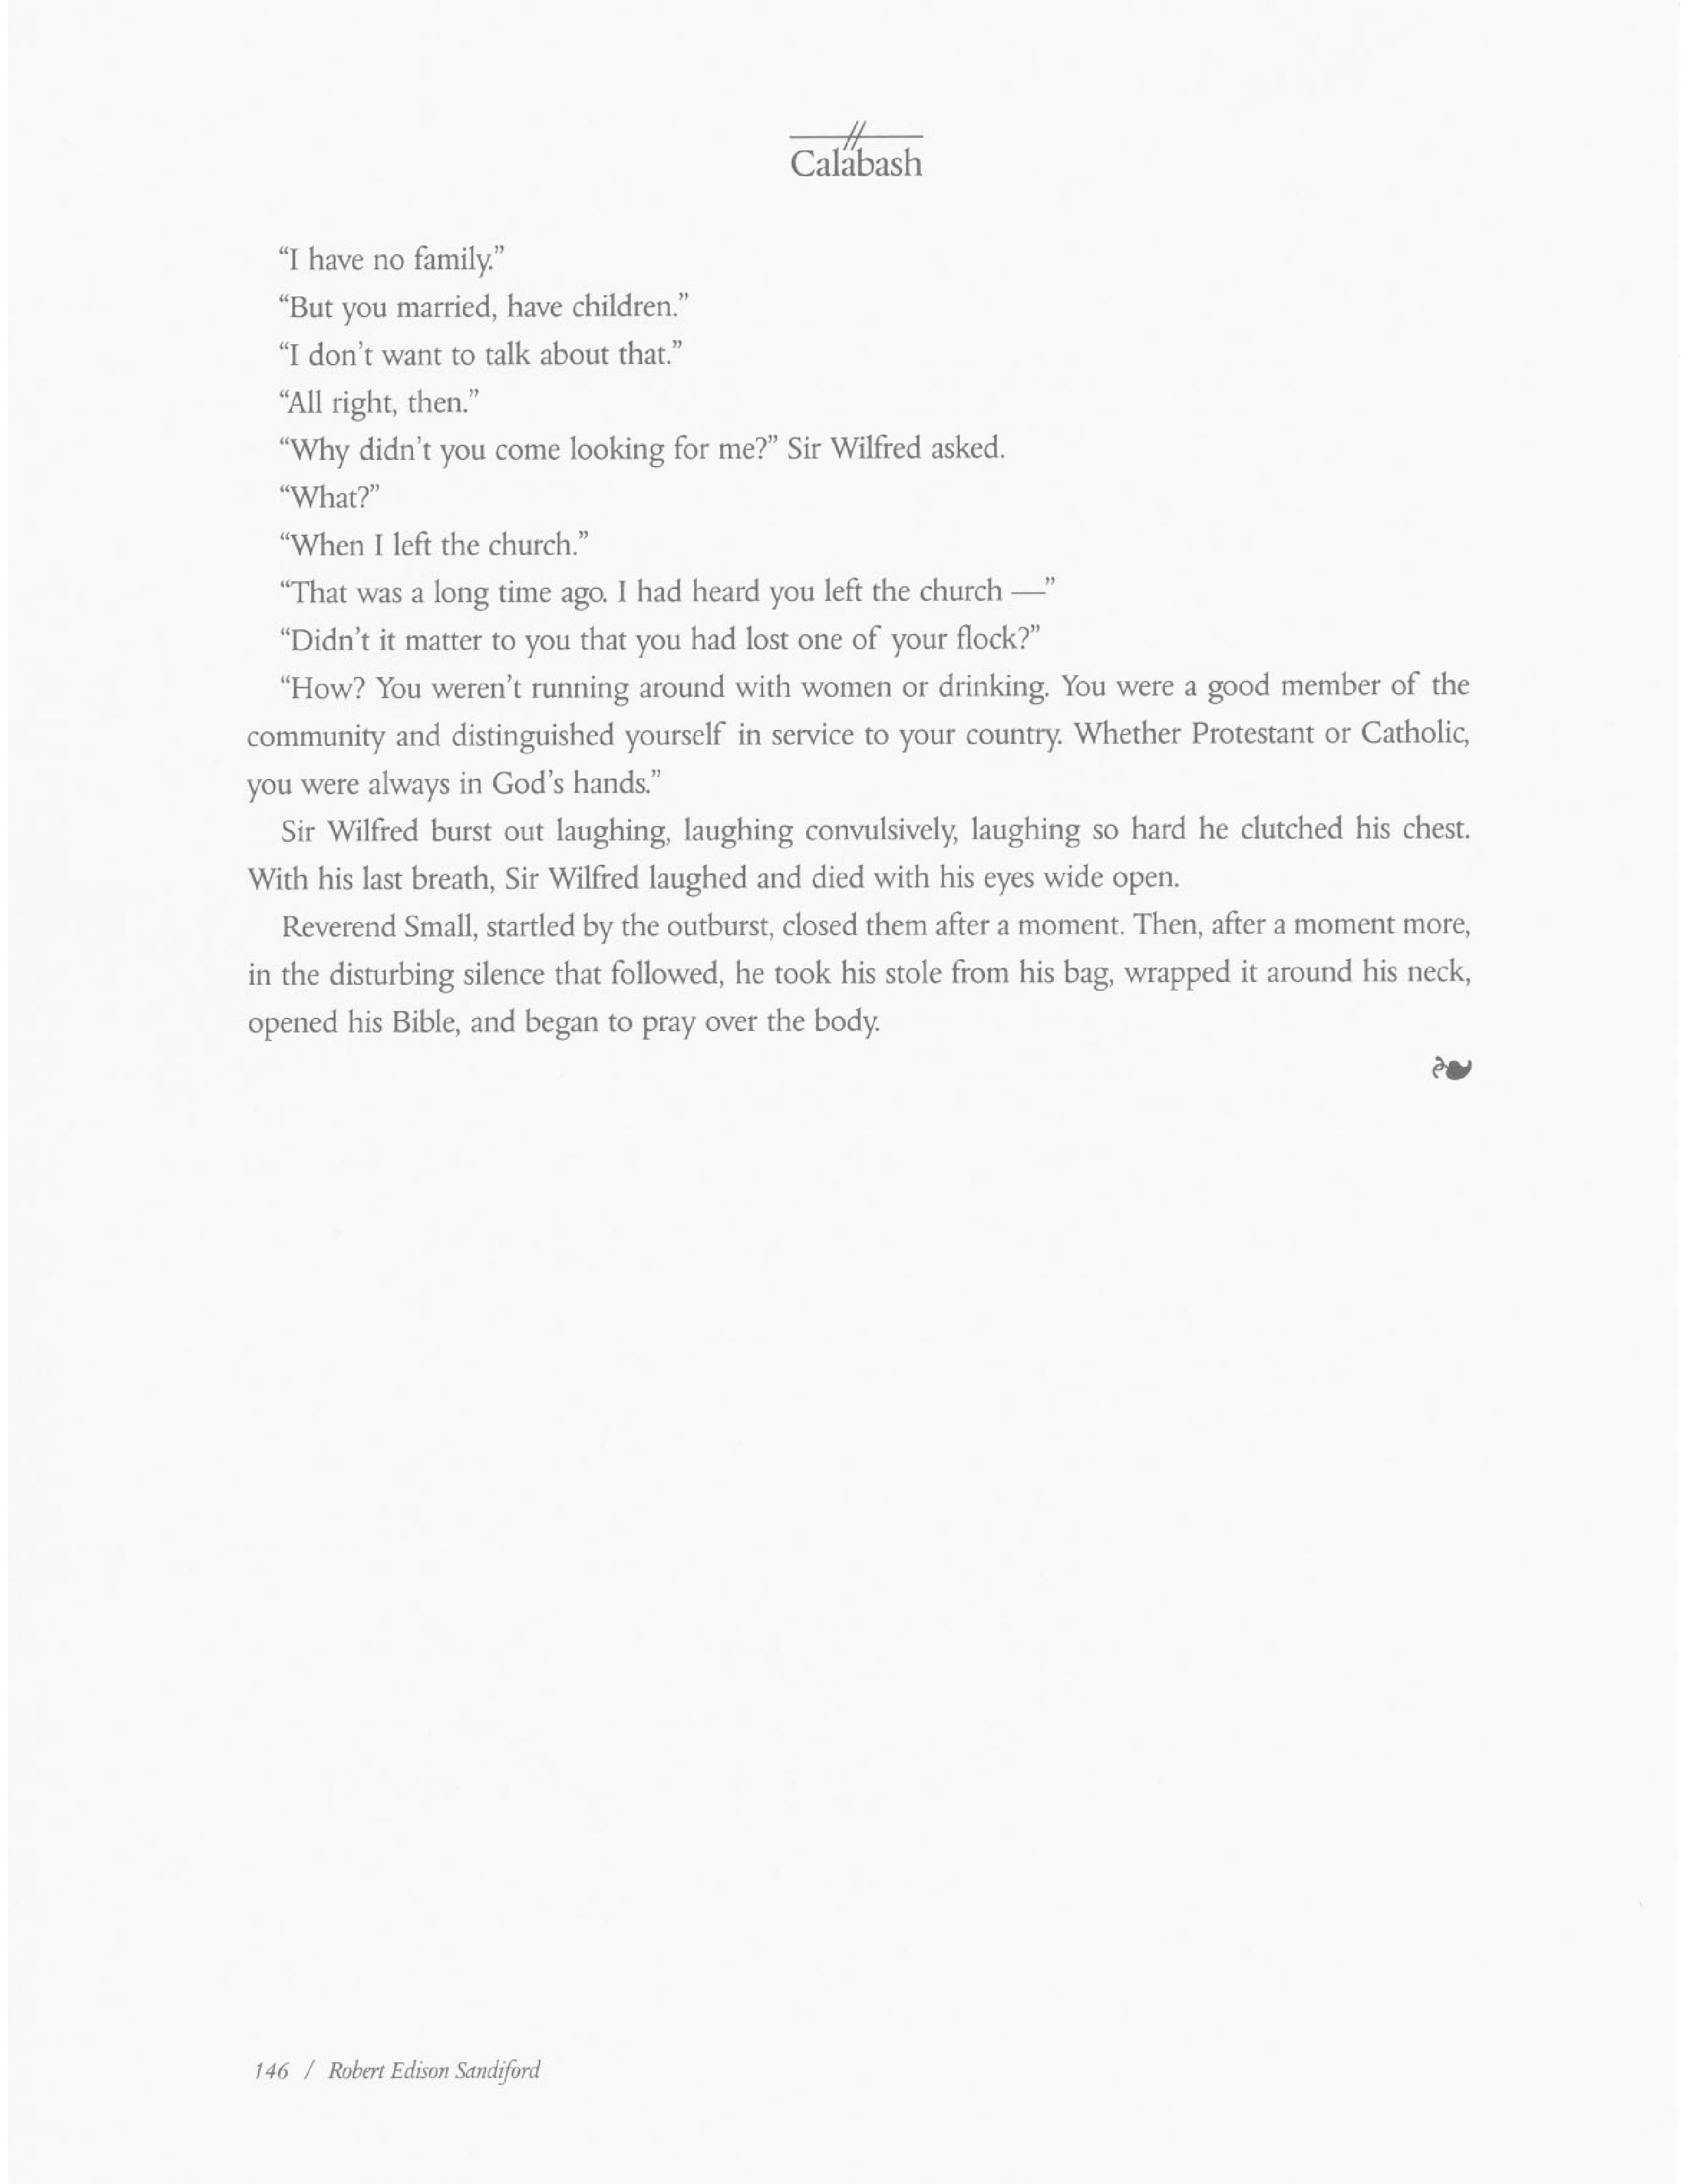 Calabash
“I have no family.”
“But you married, have children.”
“I don’t want to talk about that.”
“All right, then.”
“Why didn’t you come looking for me?” Sir Wilfred asked.
“What?”
“When I left the church.”
“That was a long time ago. I had heard you left the church —”
“Didn’t it matter to you that you had lost one of your flock?”
“How? You weren’t running around with women or drinking. You were a good member of the
community and distinguished yourself in service to your country. Whether Protestant or Catholic,
you were always in God’s hands.”
Sir Wilfred burst out laughing, laughing convulsively, laughing so hard he clutched his chest.
With his last breath, Sir Wilfred laughed and died with his eyes wide open.
Reverend Small, startled by the outburst, closed them after a moment. Then, after a moment more,
in the disturbing silence that followed, he took his stole from his bag, wrapped it around his neck,
opened his Bible, and began to pray over the body.
146 / Robert Edison Sandiford